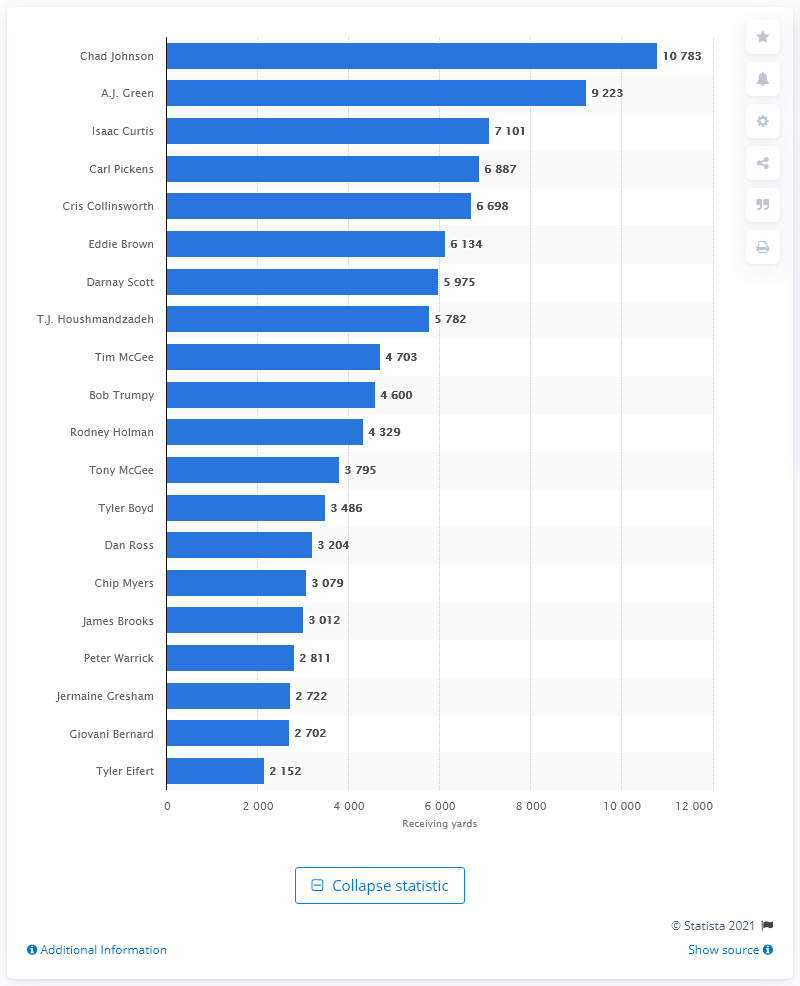 Chad Johnson 10 783
A.J. Green 9 223
Isaac Curtis 7 101
Carl Pickens 6 887
Cris Collinsworth 6 698
Eddie Brown 6 134
Darnay Scott 5 975
T.J. Houshmandzadeh 5 782
Tim McGee 4 703
Bob Trumpy 4 600
Rodney Holman 4 329
Tony McGee 3 795
Tyler Boyd 3 486
Dan Ross 3 204
Chip Myers 3 079
James Brooks 3 012
Peter Warrick 2 811
Jermaine Gresham 2 722
Giovani Bernard 2 702
Tyler Eifert 2 152
0 2 000 4 000 6 000 8 000 10 000 12 000
Receiving yards
Collapse statistic
© Statista 2021
Additional Information Show source